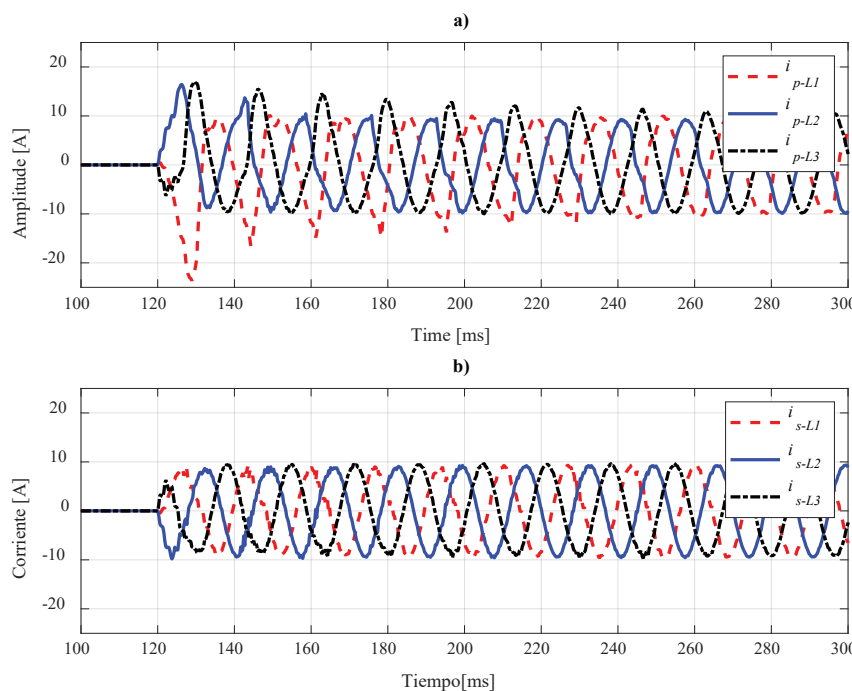 a)
20
10
0
-10
-20
Amplitude [A]
i p-L1
i p-L2
i p-L3
100 120 140 160 180 200 220 240 260 280 300
Time [ms]
b)
20
10
0
-10
-20
Corriente [A]
i s-L1
i s-L2
i s-L3
100 120 140 160 180 200 220 240 260 280 300
Tiempo[ms]